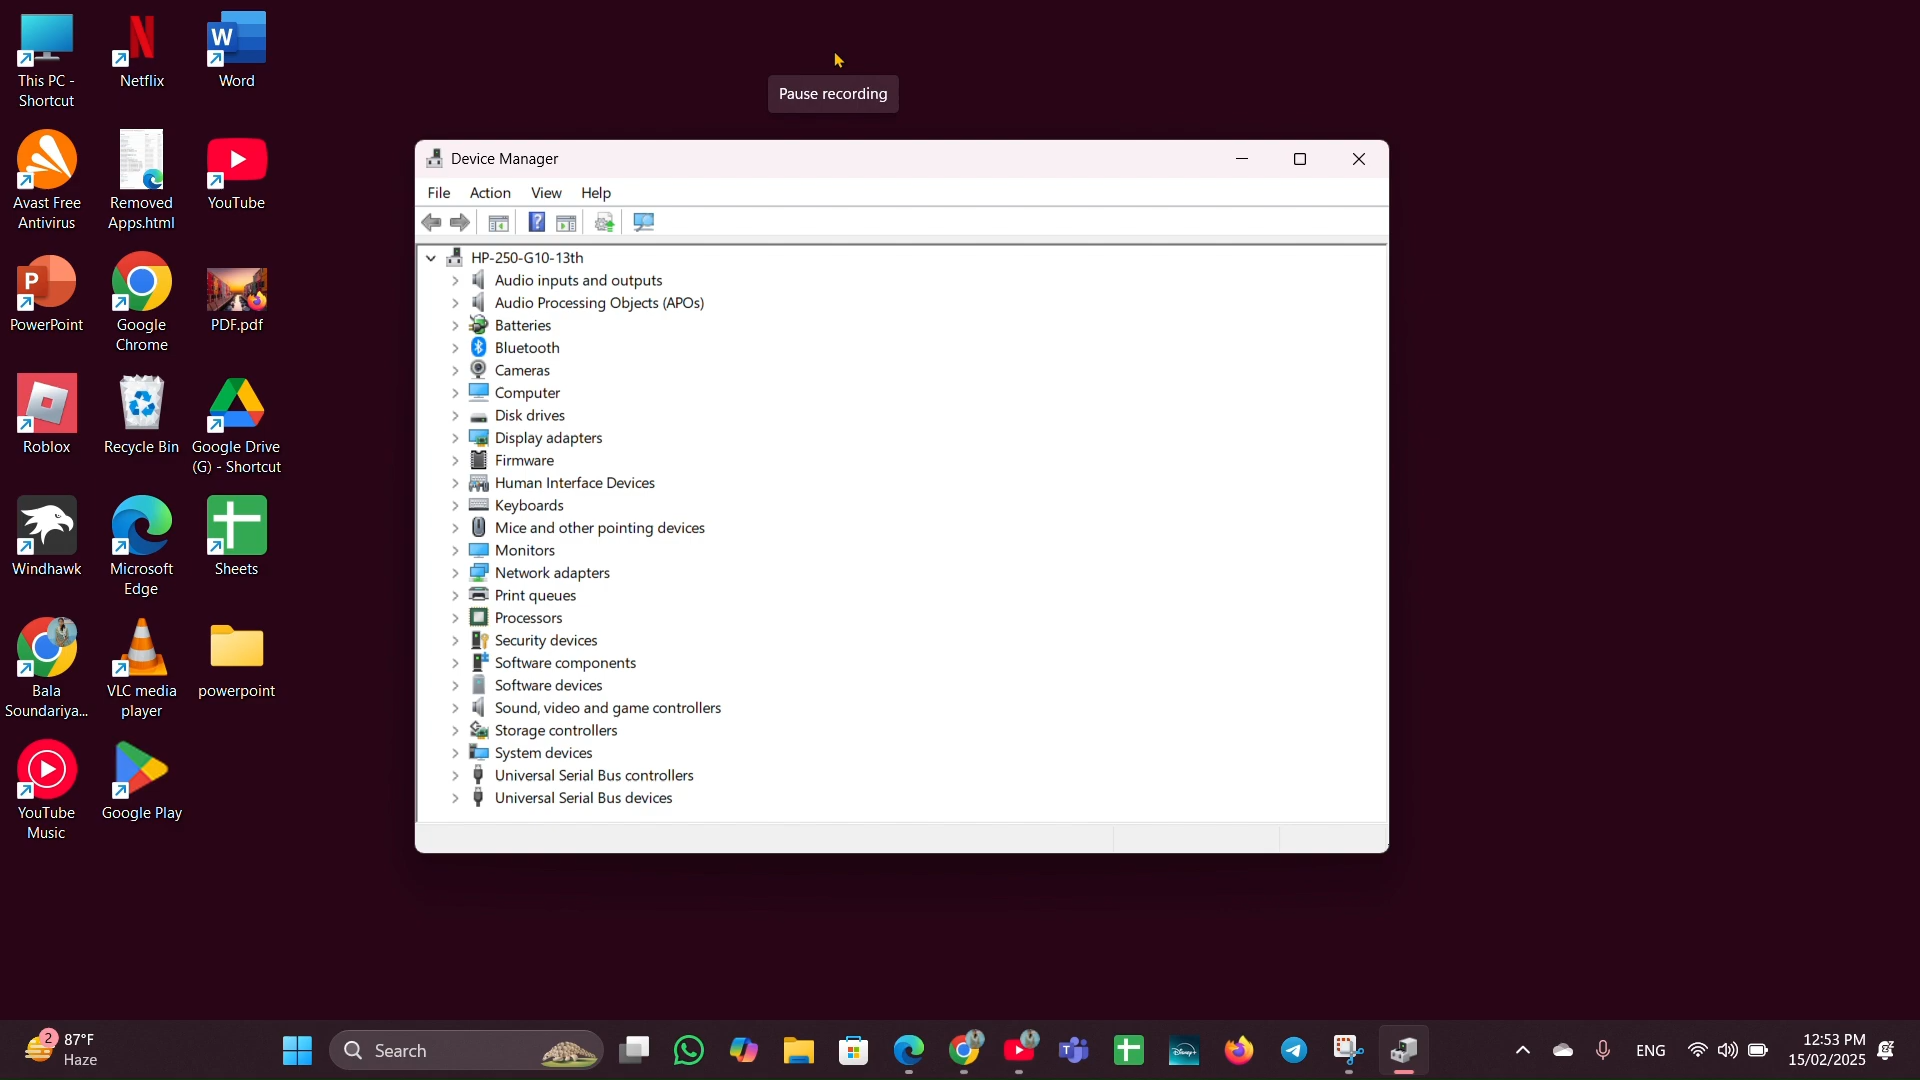 This PC -
Shortcut
Netflix
W
Word
Avast Free
Antivirus
Removed
Apps.html
YouTube
P
PowerPoint
Google
Chrome
PDF.pdf
Roblox
Recycle Bin
Google Drive
(G) - Shortcut
Windhawk
Microsoft
Edge
Sheets
Bala
Soundariya...
VLC media
player
powerpoint
YouTube
Music
Google Play
Pause recording
Device Manager
File Action View Help
HP-250-G10-13th
Audio inputs and outputs
Audio Processing Objects (APOs)
Batteries
Bluetooth
Cameras
Computer
Disk drives
Display adapters
Firmware
Human Interface Devices
Keyboards
Mice and other pointing devices
Monitors
Network adapters
Print queues
Processors
Security devices
Software components
Software devices
Sound, video and game controllers
Storage controllers
System devices
Universal Serial Bus controllers
Universal Serial Bus devices
2
87°F
Haze
Search
Disney+
ENG
12:53 PM
15/02/2025